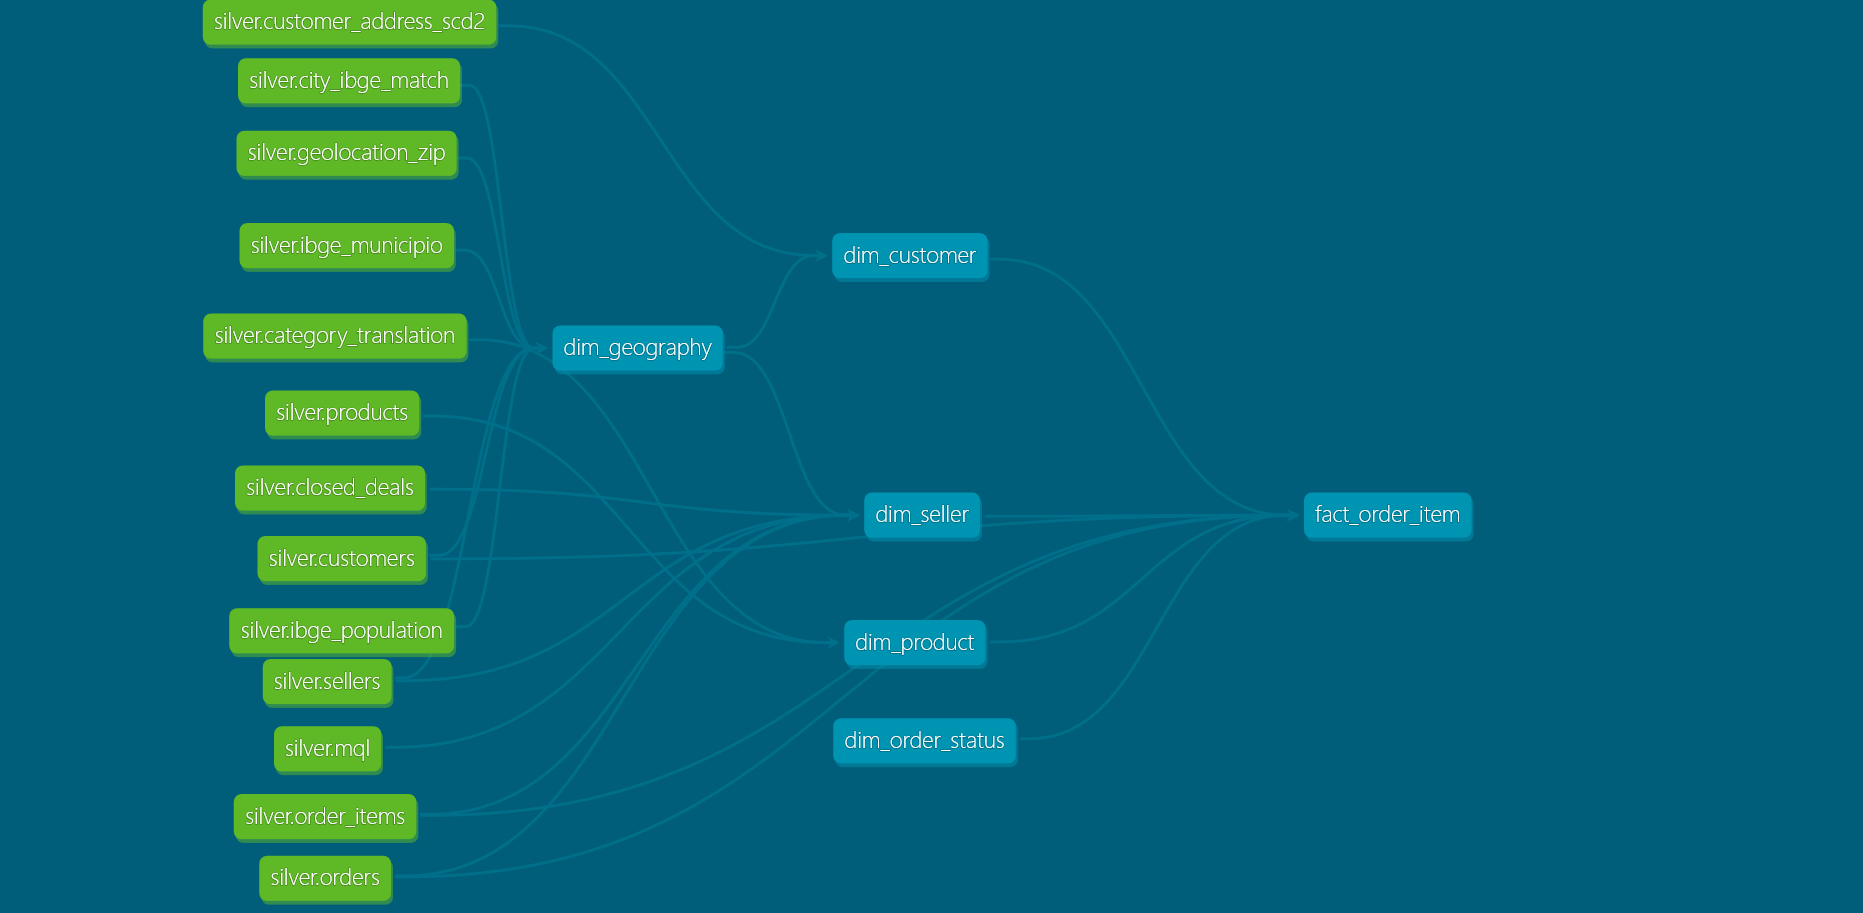 silver.customer_address_scd2
silver.city_ibge_match
silver.geolocation_zip
silver.ibge_municipio
silver.category_translation
silver.products
silver.closed_deals
silver.customers
silver.ibge_population
silver.sellers
silver.mql
silver.order_items
silver.orders
dim_geography
dim_customer
dim_seller
dim_product
dim_order_status
fact_order_item